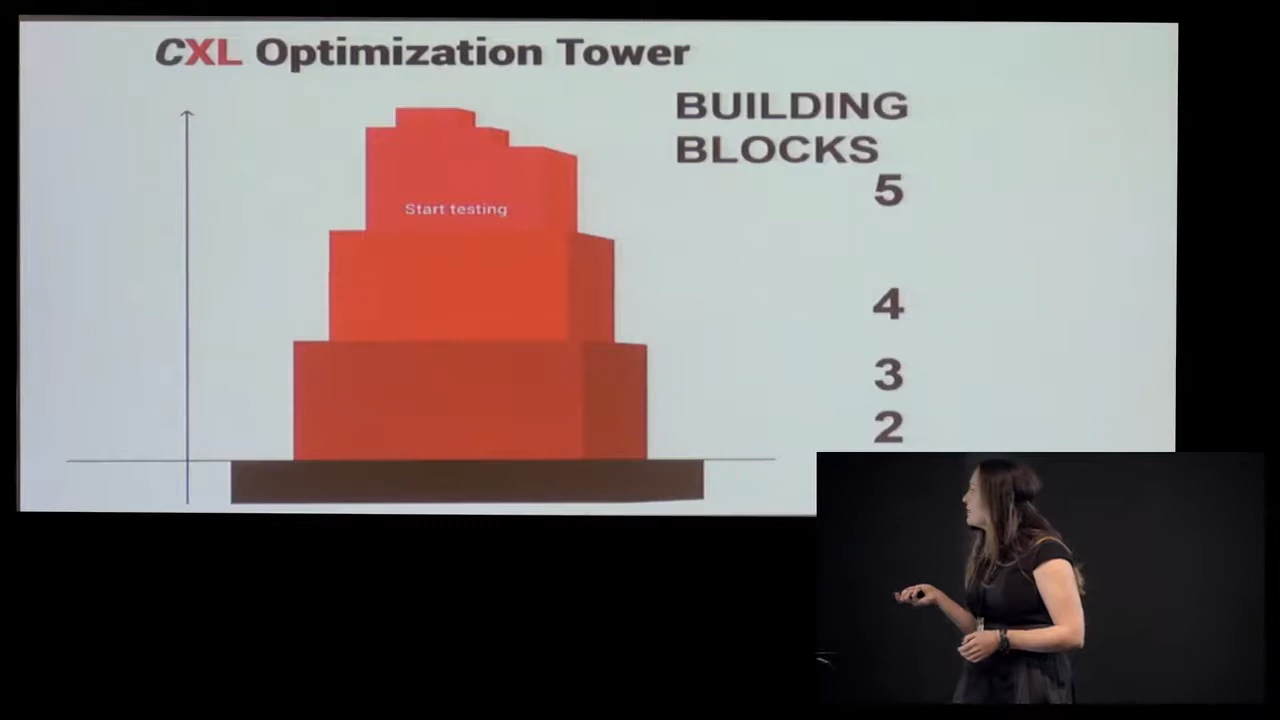 CXL Optimization Tower
BUILDING
BLOCKS
5
Start testing
4
3
2